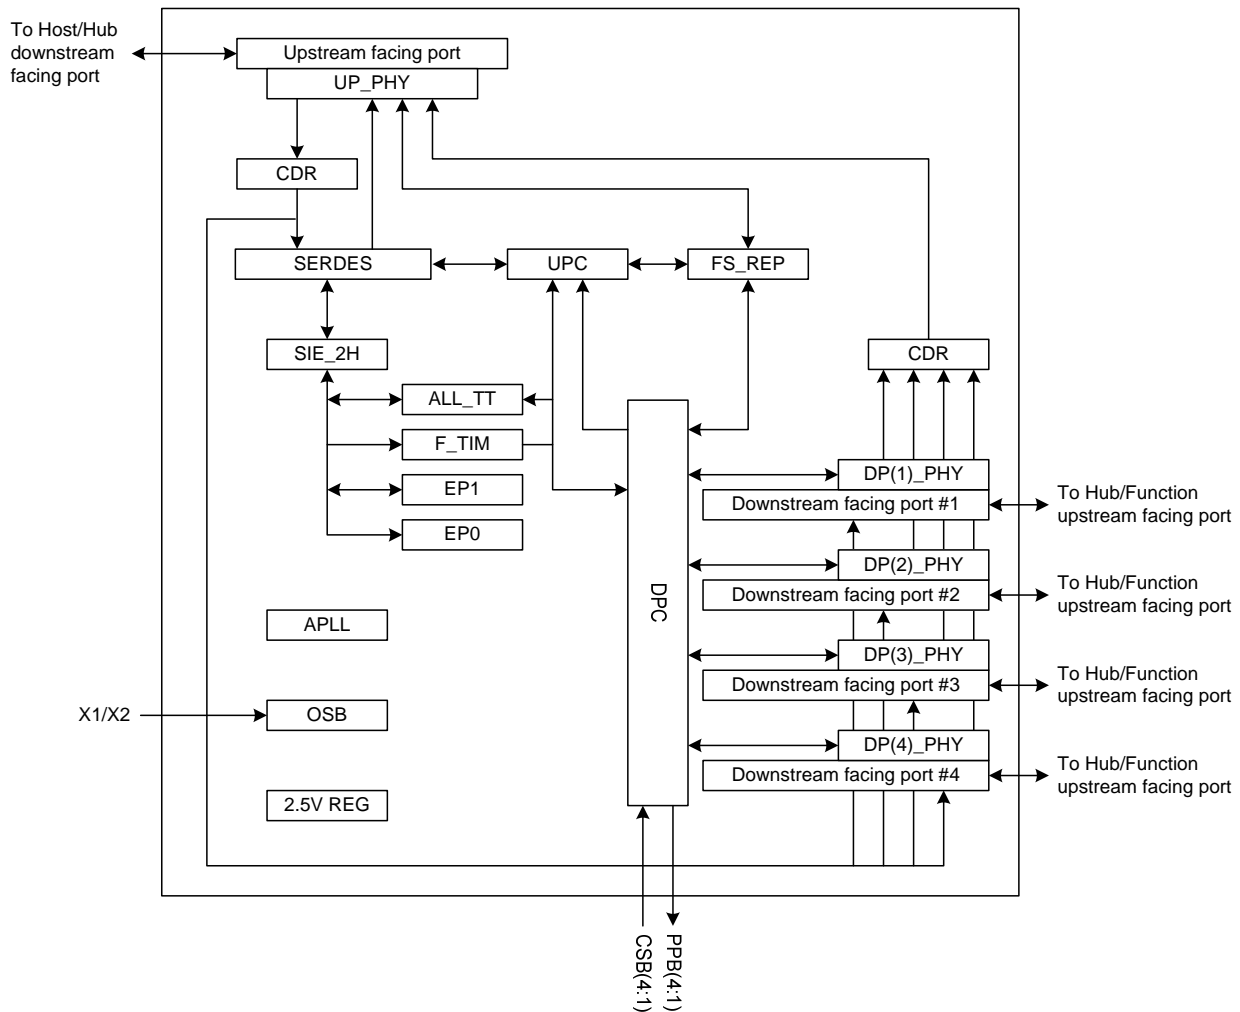 To Host/Hub
downstream
facing port
Upstream facing port
UP_PHY
CDR
SERDES
UPC
FS_REP
SIE_2H
CDR
ALL_TT
F_TIM
EP1
EP0
DPC
DP(1)_PHY
Downstream facing port #1
To Hub/Function
upstream facing port
DP(2)_PHY
Downstream facing port #2
To Hub/Function
upstream facing port
DP(3)_PHY
Downstream facing port #3
To Hub/Function
upstream facing port
DP(4)_PHY
Downstream facing port #4
To Hub/Function
upstream facing port
APLL
X1/X2
OSB
2.5V REG
CSB(4:1)
PPB(4:1)